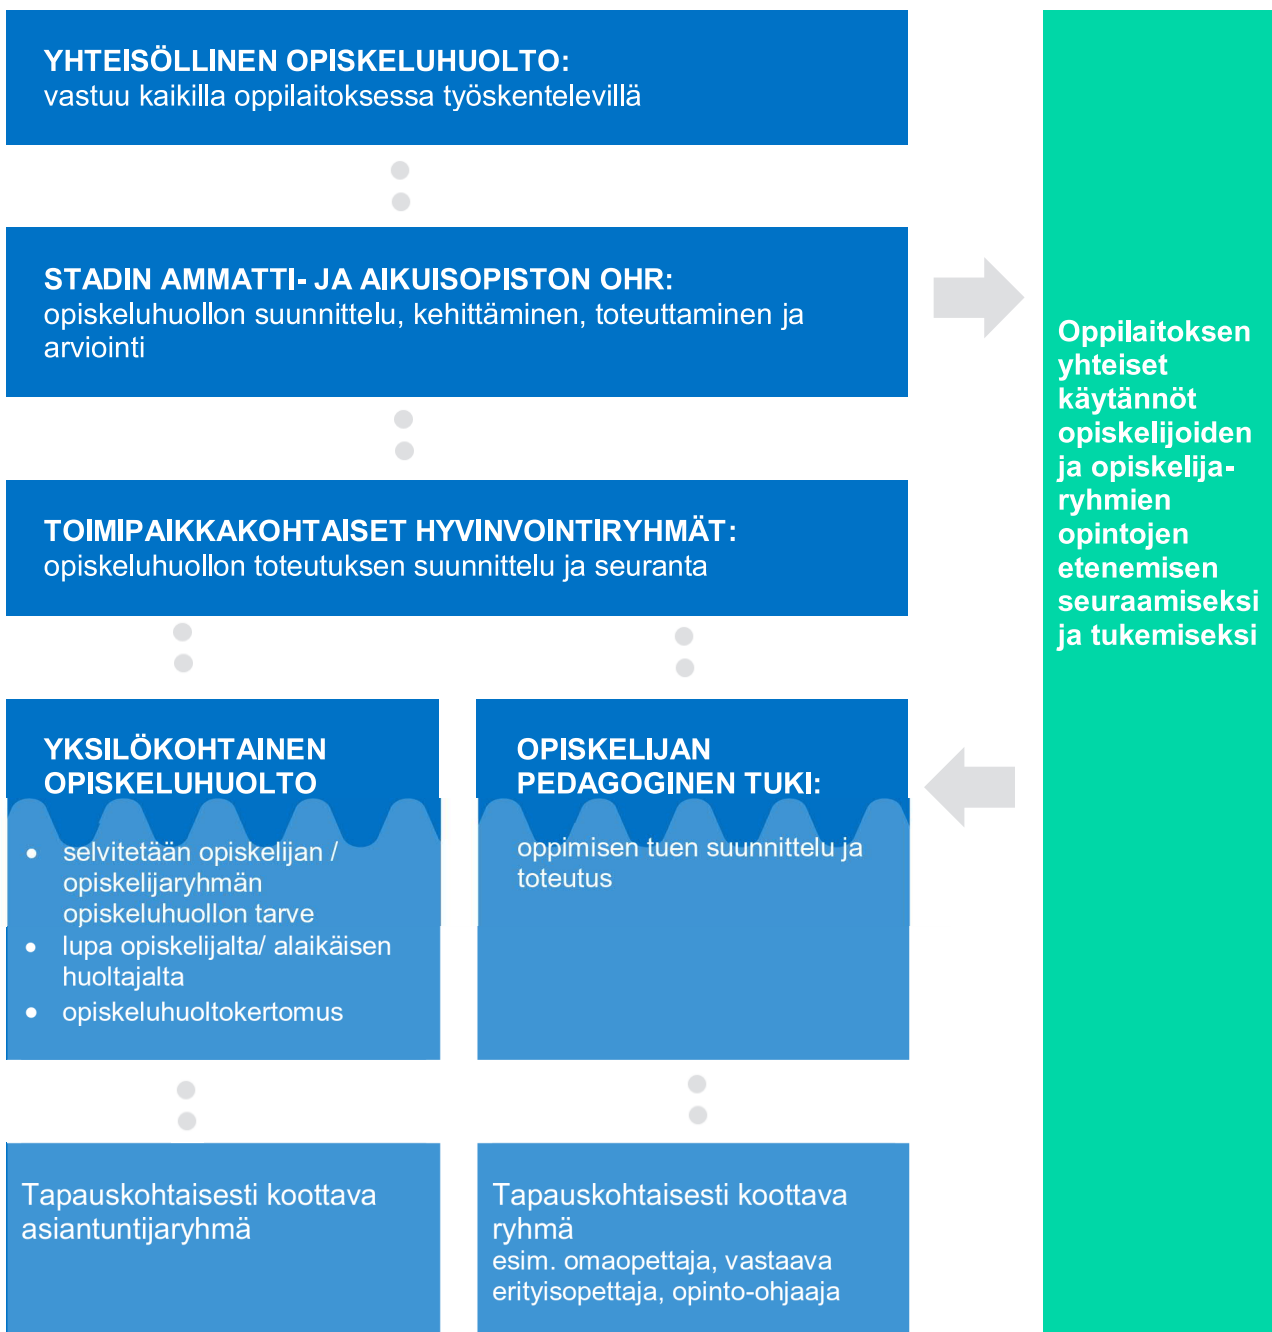 YHTEISÖLLINEN OPISKELUHUOLTO:
vastuu kaikilla oppilaitoksessa työskentelevillä
STADIN AMMATTI- JA AIKUISOPISTON OHR:
opiskeluhuollon suunnittelu, kehittäminen, toteuttaminen ja
arviointi
TOIMIPAIKKAKOHTAISET HYVINVOINTIRYHMÄT:
opiskeluhuollon toteutuksen suunnittelu ja seuranta
YKSILÖKOHTAINEN
OPISKELUHUOLTO
• selvitetään opiskelijan /
opiskelijaryhmän
opiskeluhuollon tarve
• lupa opiskelijalta/ alaikäisen
huoltajalta
• opiskeluhuoltokertomus
OPISKELIJAN
PEDAGOGINEN TUKI:
oppimisen tuen suunnittelu ja
toteutus
Tapauskohtaisesti koottava
asiantuntijaryhmä
Tapauskohtaisesti koottava
ryhmä
esim. omaopettaja, vastaava
erityisopettaja, opinto-ohjaaja
Oppilaitoksen
yhteiset
käytännöt
opiskelijoiden
ja opiskelija-
ryhmien
opintojen
etenemisen
seuraamiseksi
ja tukemiseksi